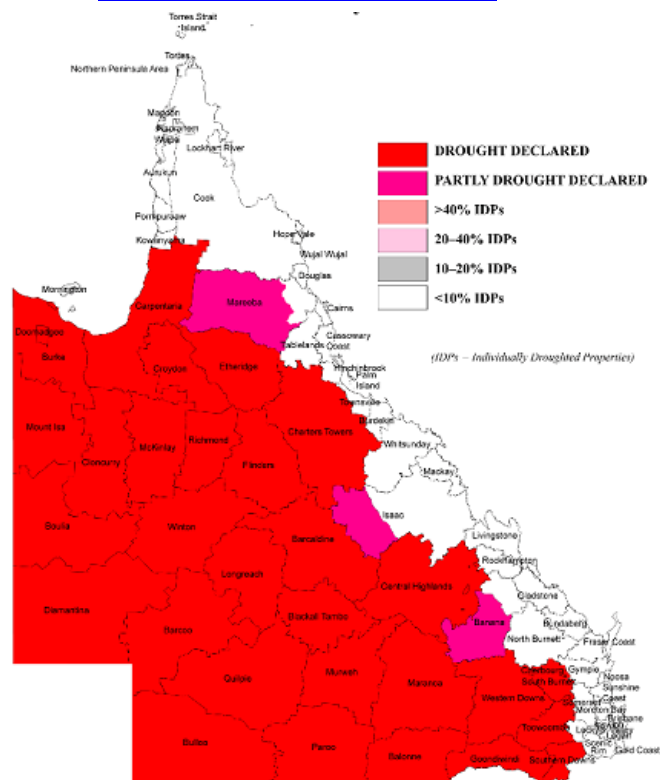 Torres Strait
Island
Torres
Northern Peninsula Area
Mapoon
Napranum
Weipa
Lockhart River
Aurukun
Cook
Pormpuraaw
Kowanyama
Hope Vale
Wujal Wujal
Douglas
Mornington
Carpentaria
Mareeba
Cairns
Doomadgee
Cassowary
Coast
Tablelands
Burke
Croydon
Etheridge
Hinchinbrook
Palm
Island
Townsville
Burdekin
Mount Isa
Cloncurry
McKinlay
Richmond
Flinders
Charters Towers
Whitsunday
Mackay
Isaac
Boulia
Winton
Barcaldine
Livingstone
Rockhampton
Longreach
Central Highlands
Gladstone
Diamantina
Barcoo
Blackall Tambo
Banana
Bundaberg
North Burnett
Fraser Coast
Quilpie
Murweh
Maranoa
Cherbourg
South Burnett
Gympie
Noosa
Sunshine
Coast
Western Downs
Somerset
Moreton Bay
Brisbane
Toowoomba
Logan
Scenic
Rim
Gold Coast
Bulloo
Paroo
Balonne
Goondiwindi
Southern Downs
DROUGHT DECLARED
PARTLY DROUGHT DECLARED
>40% IDPs
20–40% IDPs
10–20% IDPs
<10% IDPs
(IDPs – Individually Droughted Properties)